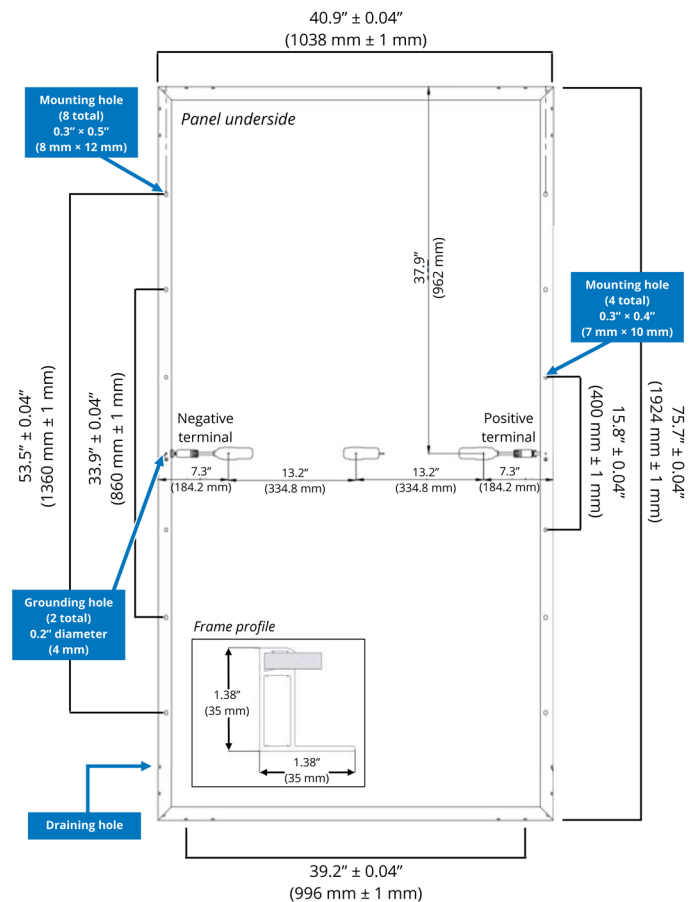 40.9” ± 0.04”
(1038 mm ± 1 mm)
Mounting hole
(8 total)
0.3” × 0.5”
(8 mm × 12 mm)
Panel underside
37.9”
(962 mm)
Mounting hole
(4 total)
0.3” × 0.4”
(7 mm × 10 mm)
53.5” ± 0.04”
(1360 mm ± 1 mm)
33.9” ± 0.04”
(860 mm ± 1 mm)
Negative
terminal
Positive
terminal
15.8” ± 0.04”
(400 mm ± 1 mm)
75.7” ± 0.04”
(1924 mm ± 1 mm)
7.3”
(184.2 mm)
13.2”
(334.8 mm)
13.2”
(334.8 mm)
7.3”
(184.2 mm)
Grounding hole
(2 total)
0.2” diameter
(4 mm)
Frame profile
1.38”
(35 mm)
1.38”
(35 mm)
Draining hole
39.2” ± 0.04”
(996 mm ± 1 mm)